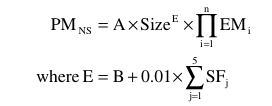 PM_NS = A × Size^E × ∏_{i=1}^{n} EM_i
where E = B + 0.01 × ∑_{j=1}^{5} SF_j